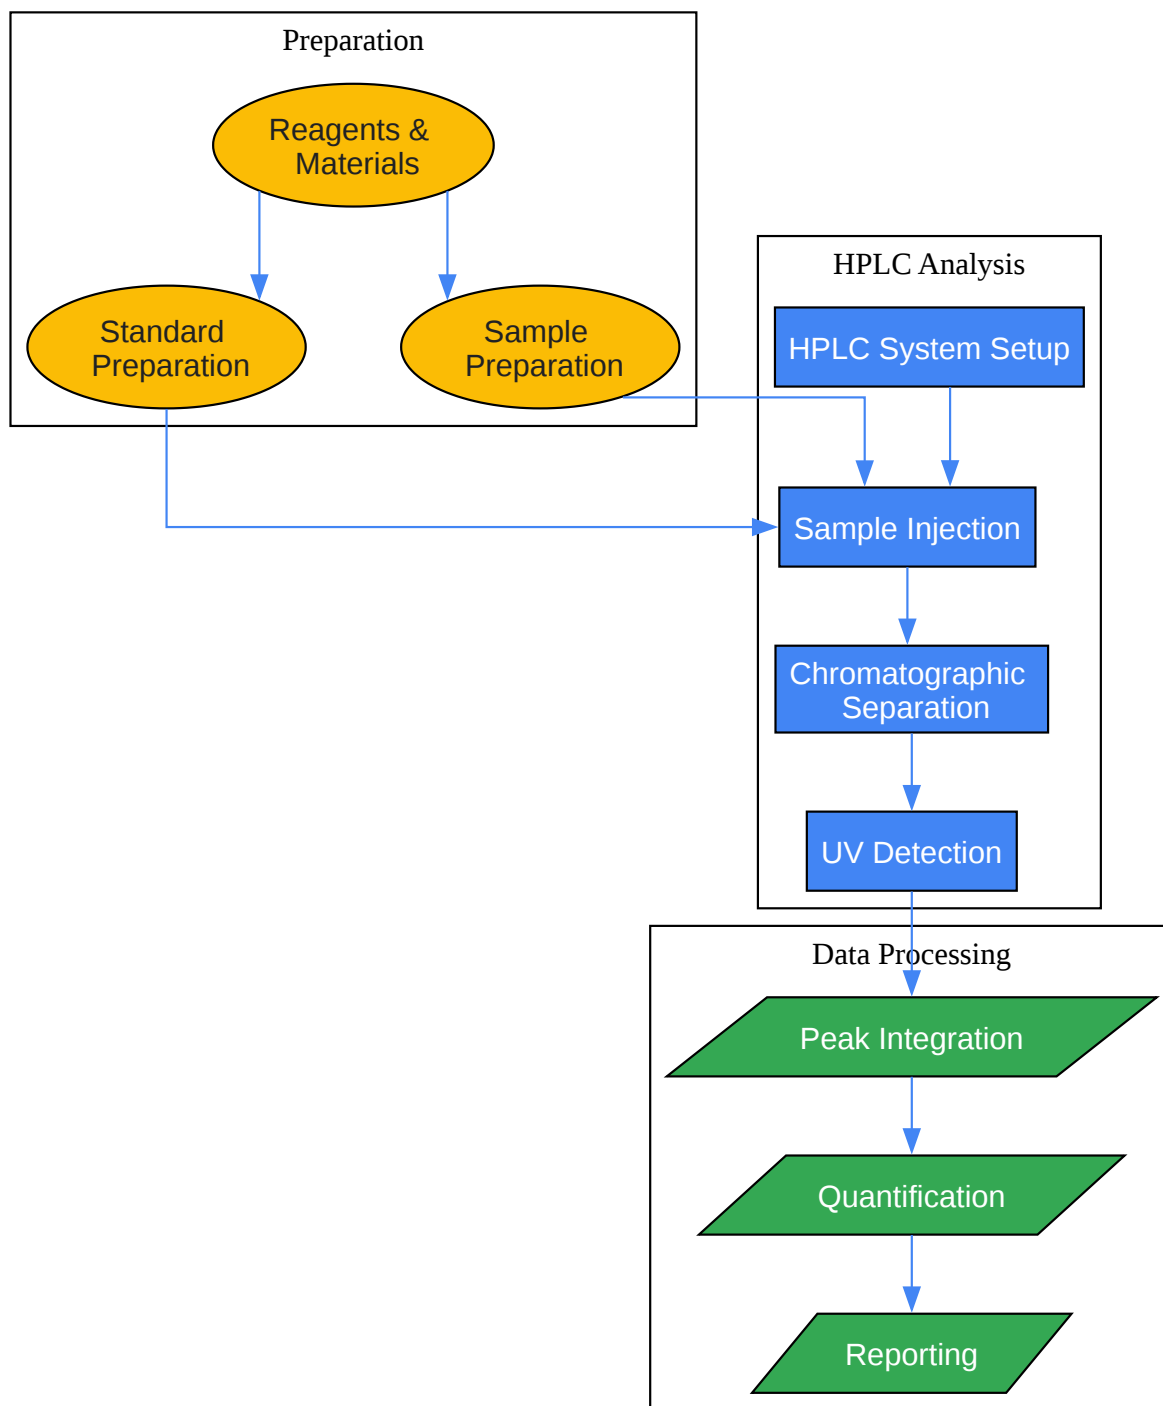 Preparation
Reagents &
Materials
Standard
Preparation
Sample
Preparation
HPLC Analysis
HPLC System Setup
Sample Injection
Chromatographic
Separation
UV Detection
Data Processing
Peak Integration
Quantification
Reporting